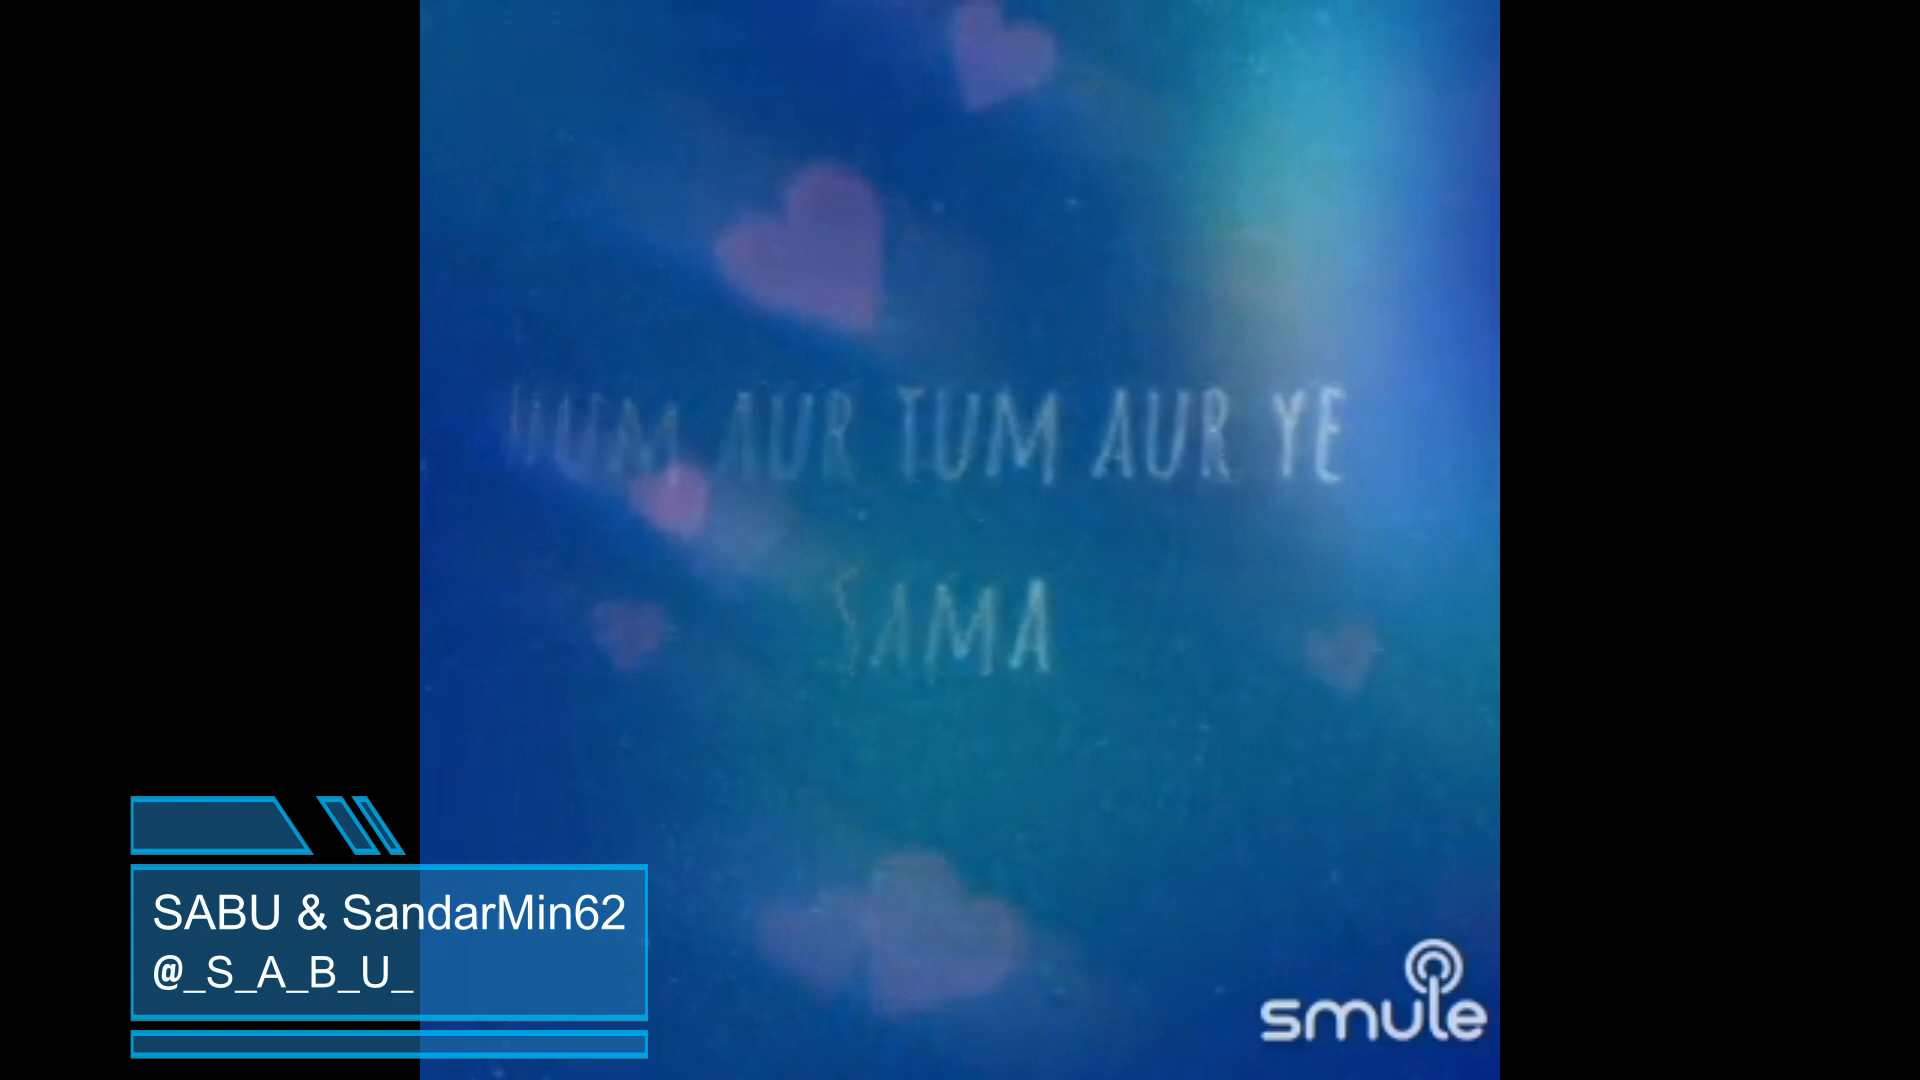 HUM AUR TUM AUR YE
SAMA
SABU & SandarMin62
@_S_A_B_U_
smule